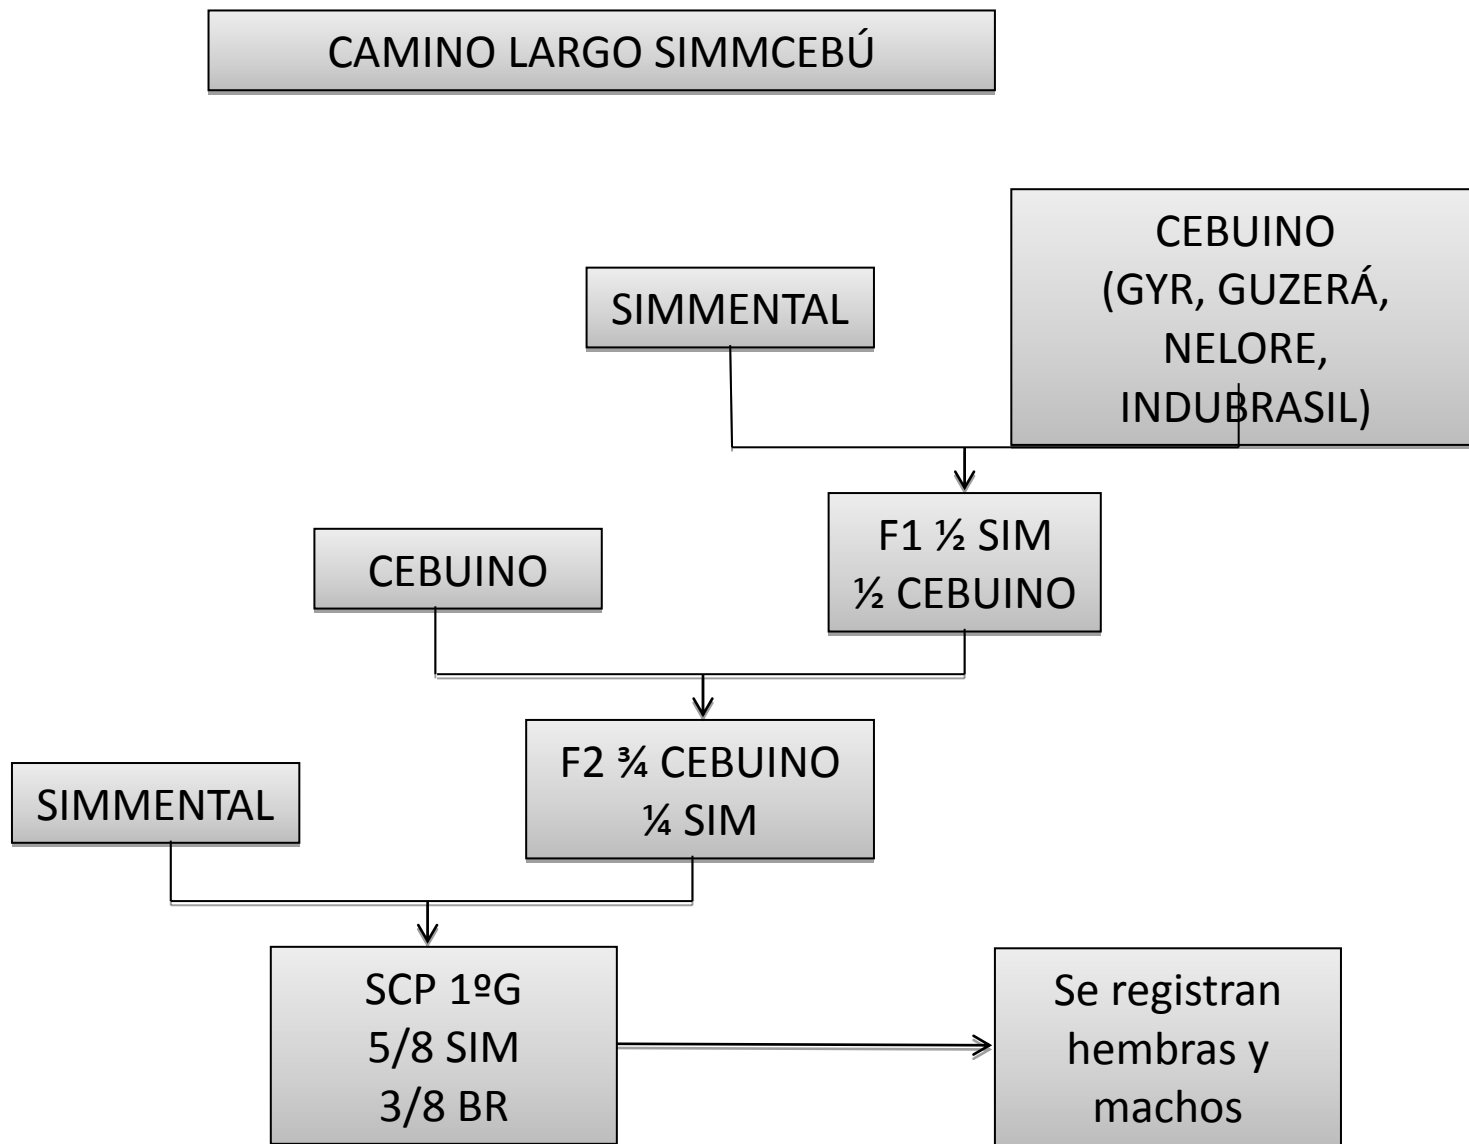 CAMINO LARGO SIMMCEBÚ
CEBUINO
(GYR, GUZERÁ,
NELORE,
INDUBRASIL)
SIMMENTAL
F1 ½ SIM
½ CEBUINO
CEBUINO
F2 ¾ CEBUINO
¼ SIM
SIMMENTAL
SCP 1ºG
5/8 SIM
3/8 BR
Se registran
hembras y
machos